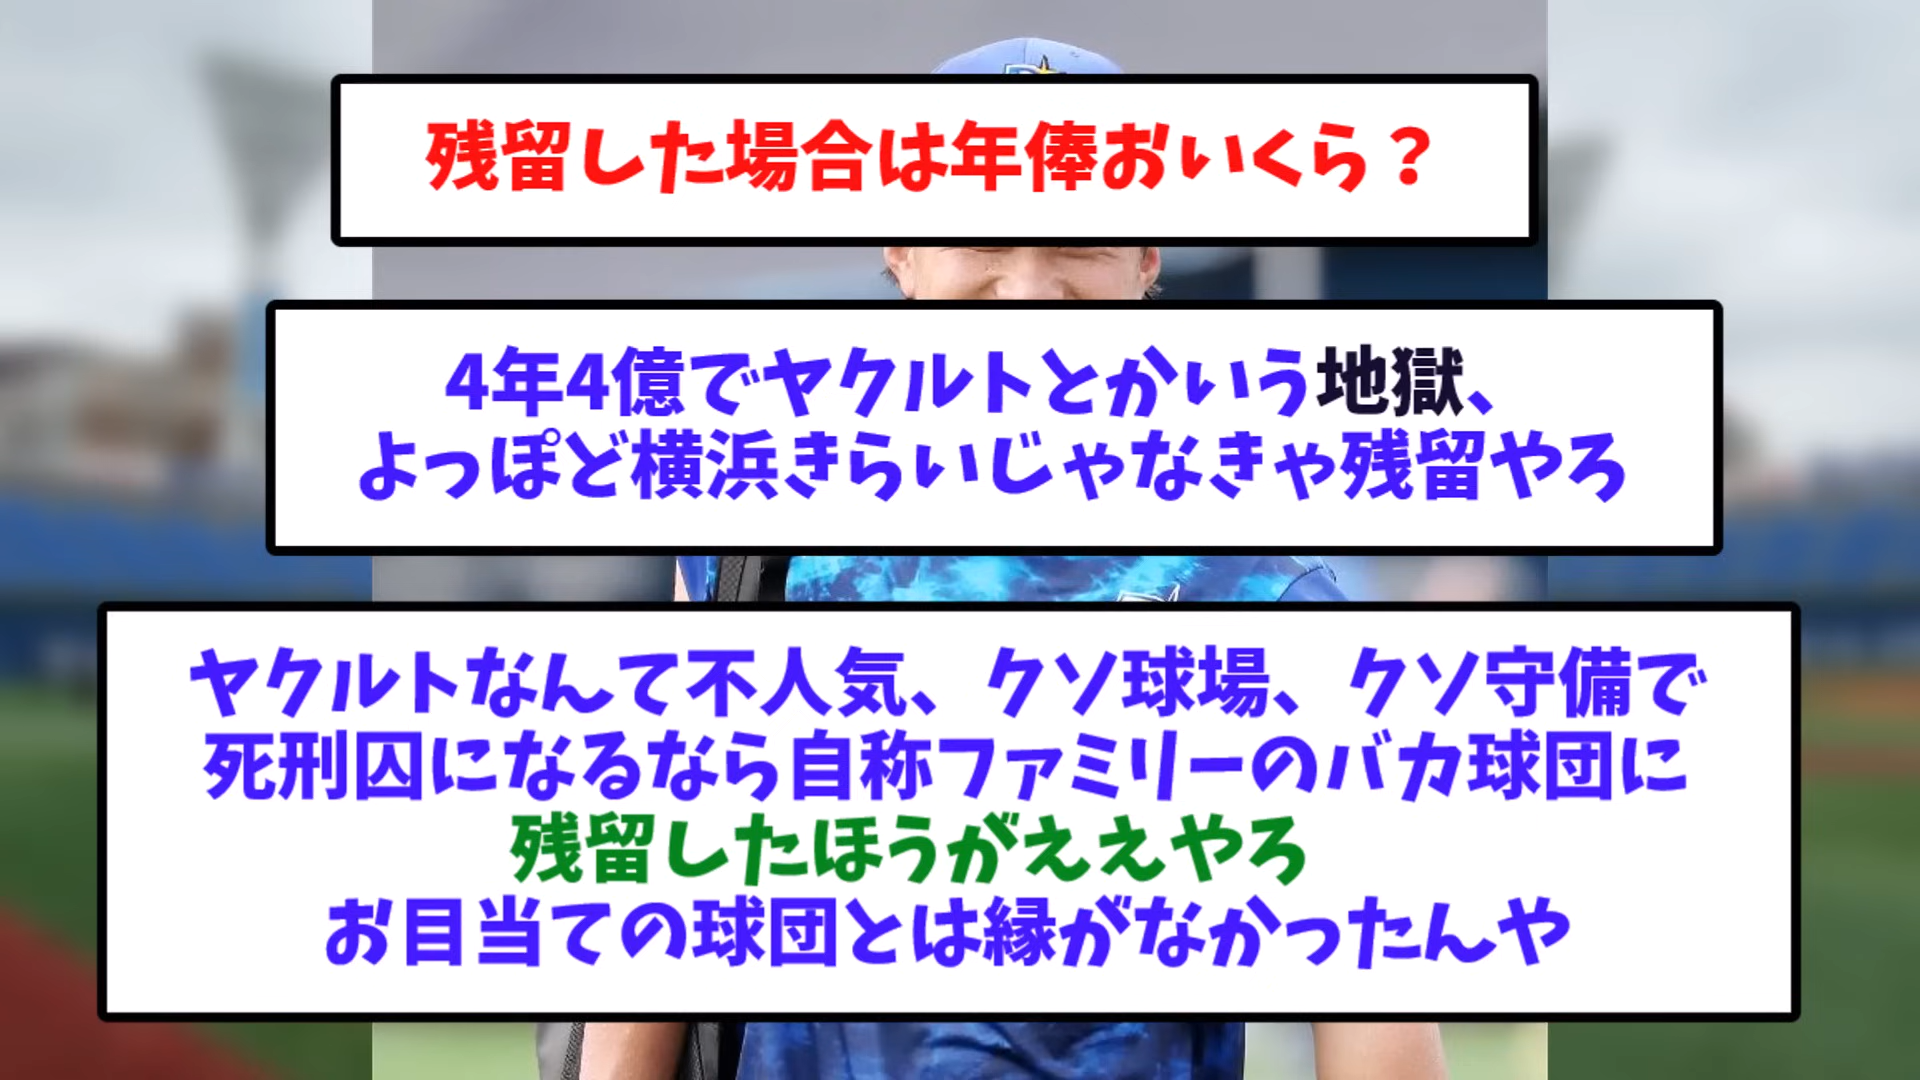 残留した場合は年俸おいくら？
4年4億でヤクルトとかいう地獄、
よっぽど横浜きらいじゃなきゃ残留やろ
ヤクルトなんて不人気、クソ球場、クソ守備で
死刑囚になるなら自称ファミリーのバカ球団に
残留したほうがええやろ
お目当ての球団とは縁がなかったんや